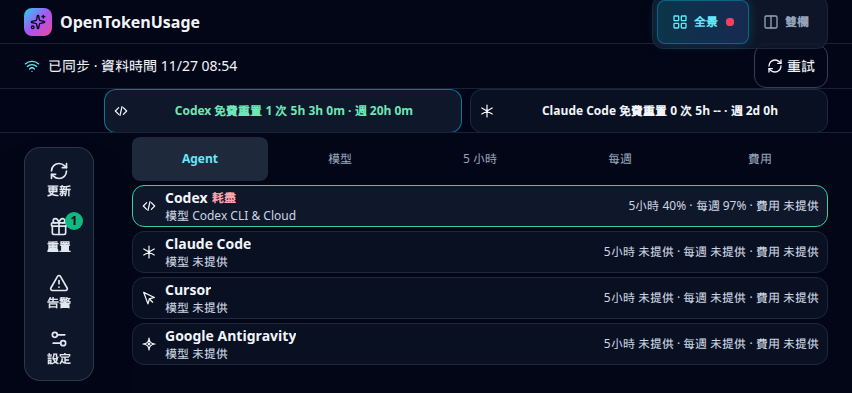 OpenTokenUsage
全景
雙欄
已同步 · 資料時間 11/27 08:54
重試
Codex 免費重置 1 次 5h 3h 0m · 週 20h 0m
Claude Code 免費重置 0 次 5h -- · 週 2d 0h
更新
重置 1
告警
設定
Agent
模型
5 小時
每週
費用
Codex 耗盡
模型 Codex CLI & Cloud
5小時 40% · 每週 97% · 費用 未提供
Claude Code
模型 未提供
5小時 未提供 · 每週 未提供 · 費用 未提供
Cursor
模型 未提供
5小時 未提供 · 每週 未提供 · 費用 未提供
Google Antigravity
模型 未提供
5小時 未提供 · 每週 未提供 · 費用 未提供